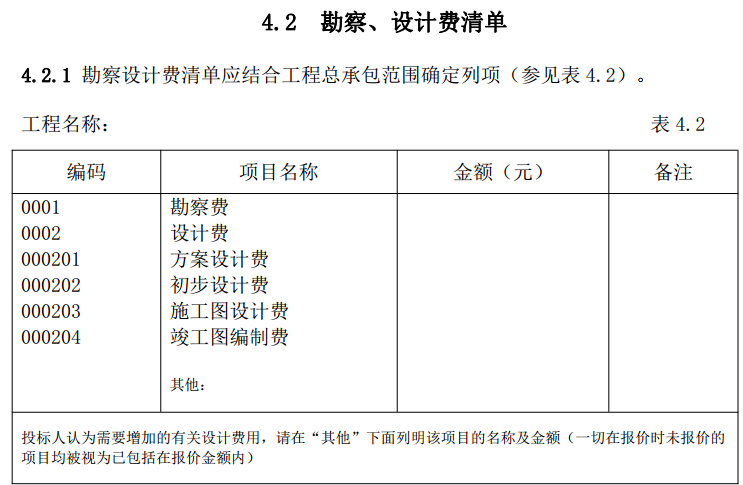 4.2 勘察、设计费清单
4.2.1 勘察设计费清单应结合工程总承包范围确定列项（参见表 4.2）。
工程名称： 表 4.2
编码 项目名称 金额（元） 备注
0001 勘察费
0002 设计费
000201 方案设计费
000202 初步设计费
000203 施工图设计费
000204 竣工图编制费
其他：
投标人认为需要增加的有关设计费用，请在“其他”下面列明该项目的名称及金额（一切在报价时未报价的
项目均被视为已包括在报价金额内）